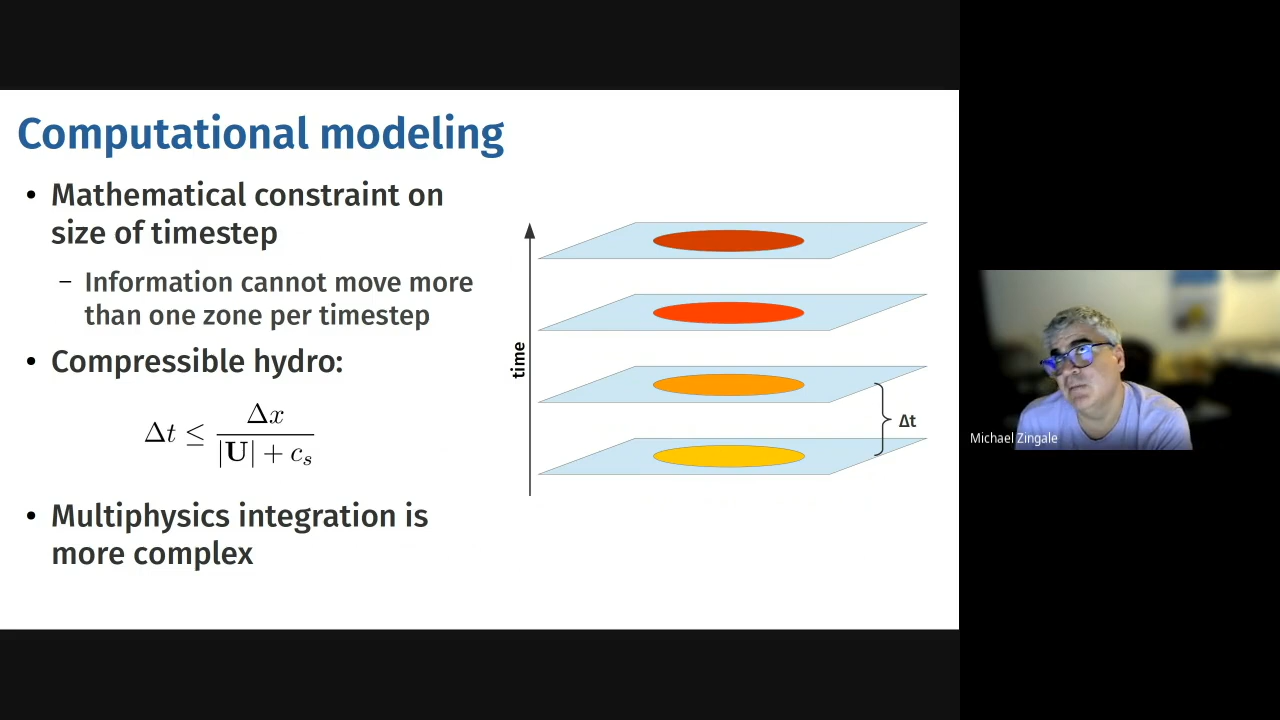 Computational modeling
• Mathematical constraint on
size of timestep
– Information cannot move more
than one zone per timestep
• Compressible hydro:
Δt ≤ Δx / (|U| + c_s)
• Multiphysics integration is
more complex
time
Δt
Michael Zingale